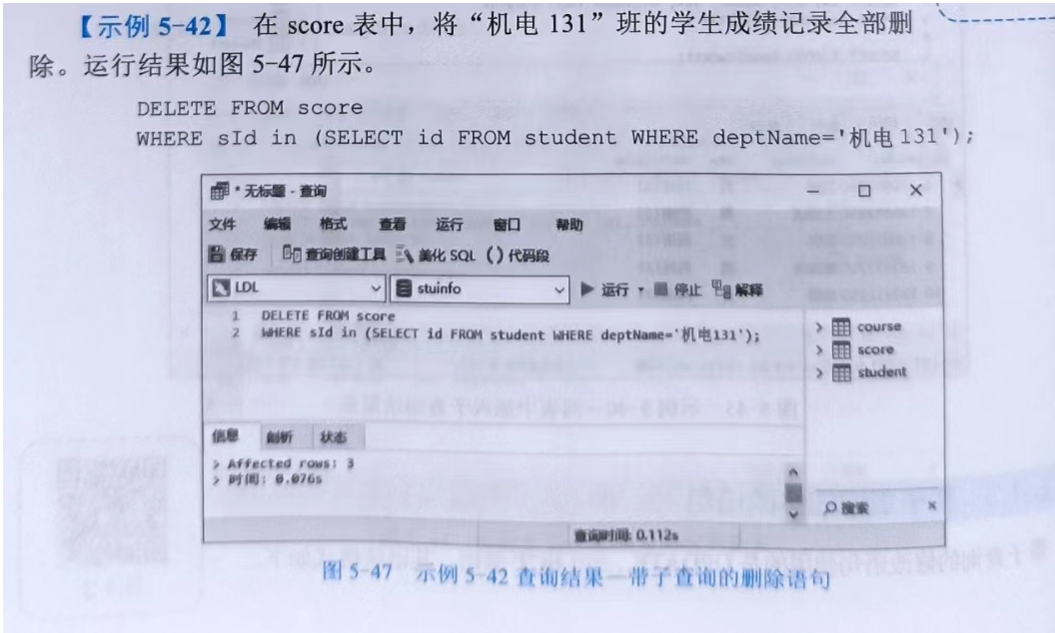 【示例 5-42】 在 score 表中，将“机电 131”班的学生成绩记录全部删
除。运行结果如图 5-47 所示。
DELETE FROM score
WHERE sId in (SELECT id FROM student WHERE deptName='机电 131');
* 无标题 - 查询
文件 编辑 格式 查看 运行 窗口 帮助
保存 查询创建工具 美化 SQL () 代码段
LDL stuinfo 运行 停止 解释
1 DELETE FROM score
2 WHERE sId in (SELECT id FROM student WHERE deptName='机电131');
course
score
student
信息 剖析 状态
> Affected rows: 3
> 时间: 0.076s
搜索
查询时间: 0.112s
图 5-47 示例 5-42 查询结果—带子查询的删除语句